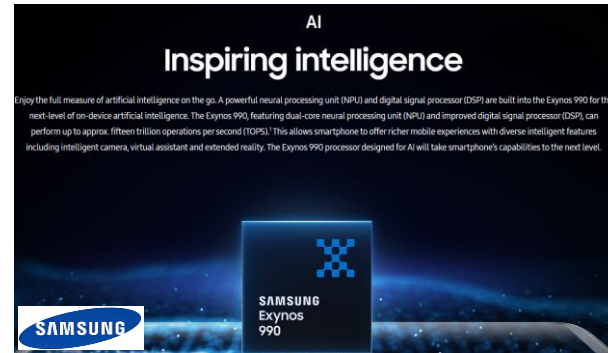 AI
Inspiring intelligence
Enjoy the full measure of artificial intelligence on the go. A powerful neural processing unit (NPU) and digital signal processor (DSP) are built into the Exynos 990 for the
next-level of on-device artificial intelligence. The Exynos 990, featuring dual-core neural processing unit (NPU) and improved digital signal processor (DSP), can
perform up to approx. fifteen trillion operations per second (TOPS).¹ This allows smartphone to offer richer mobile experiences with diverse intelligent features
including intelligent camera, virtual assistant and extended reality. The Exynos 990 processor designed for AI will take smartphone's capabilities to the next level.
SAMSUNG
Exynos
990
SAMSUNG